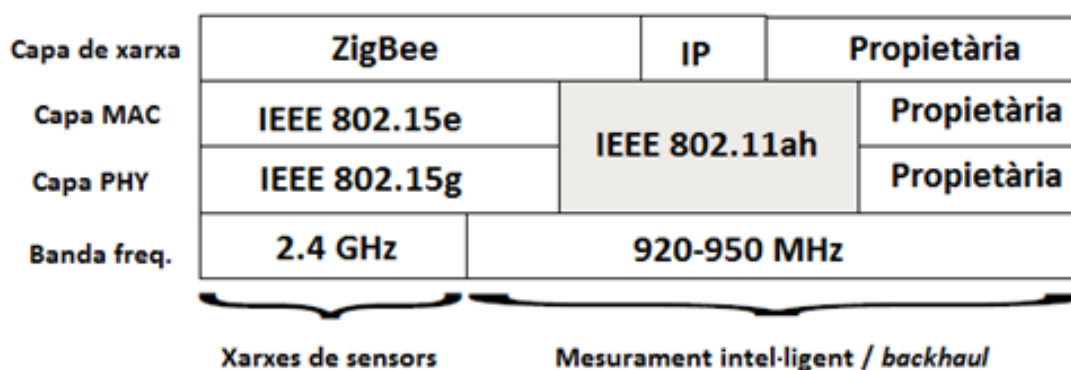 Capa de xarxa ZigBee IP Propietària
Capa MAC IEEE 802.15e IEEE 802.11ah Propietària
Capa PHY IEEE 802.15g Propietària
Banda freq. 2.4 GHz 920-950 MHz
Xarxes de sensors Mesurament intel·ligent / backhaul